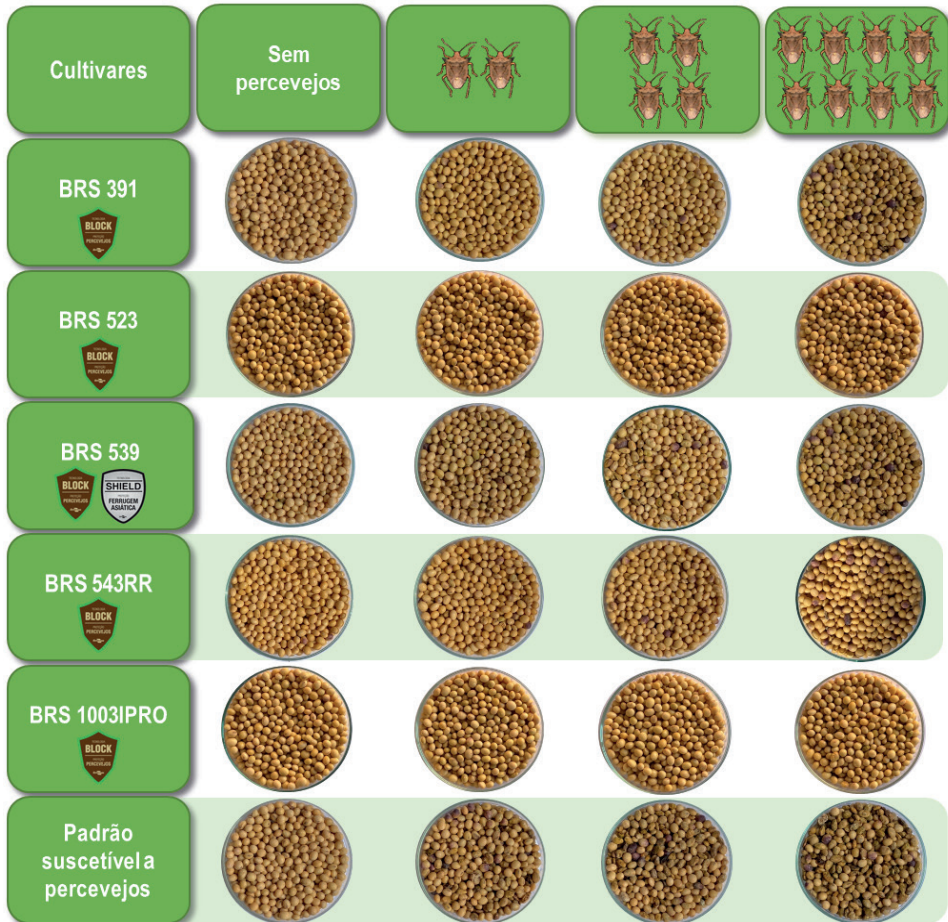 Cultivares
Sem
percevejos
BRS 391
BLOCK
PERCEVEJOS
BRS 523
BLOCK
PERCEVEJOS
BRS 539
BLOCK
PERCEVEJOS
SHIELD
FERRUGEM
ASIÁTICA
BRS 543RR
BLOCK
PERCEVEJOS
BRS 1003IPRO
BLOCK
PERCEVEJOS
Padrão
suscetível a
percevejos